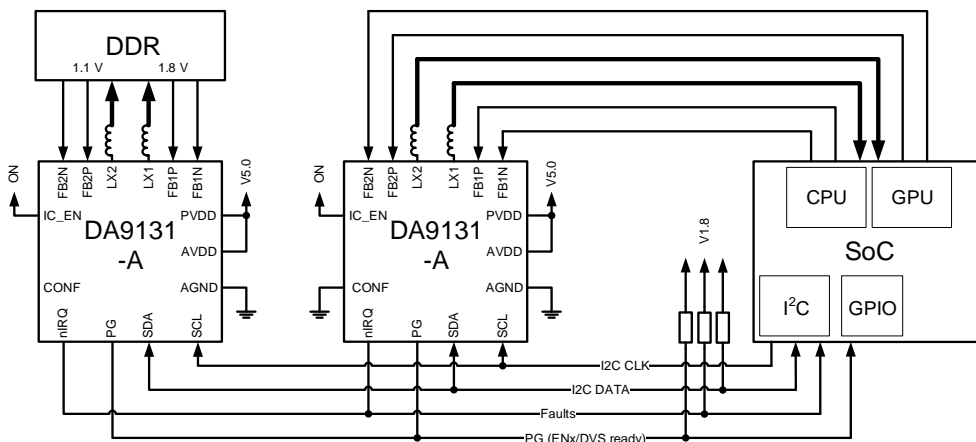 DDR
1.1 V 1.8 V
ON
FB2N
FB2P
LX2
LX1
FB1P
FB1N
V5.0
IC_EN
PVDD
DA9131
-A
AVDD
CONF
AGND
nIRQ
PG
SDA
SCL
ON
FB2N
FB2P
LX2
LX1
FB1P
FB1N
V5.0
IC_EN
PVDD
DA9131
-A
AVDD
CONF
AGND
nIRQ
PG
SDA
SCL
V1.8
CPU
GPU
SoC
I²C
GPIO
I2C CLK
I2C DATA
Faults
PG (ENx/DVS ready)